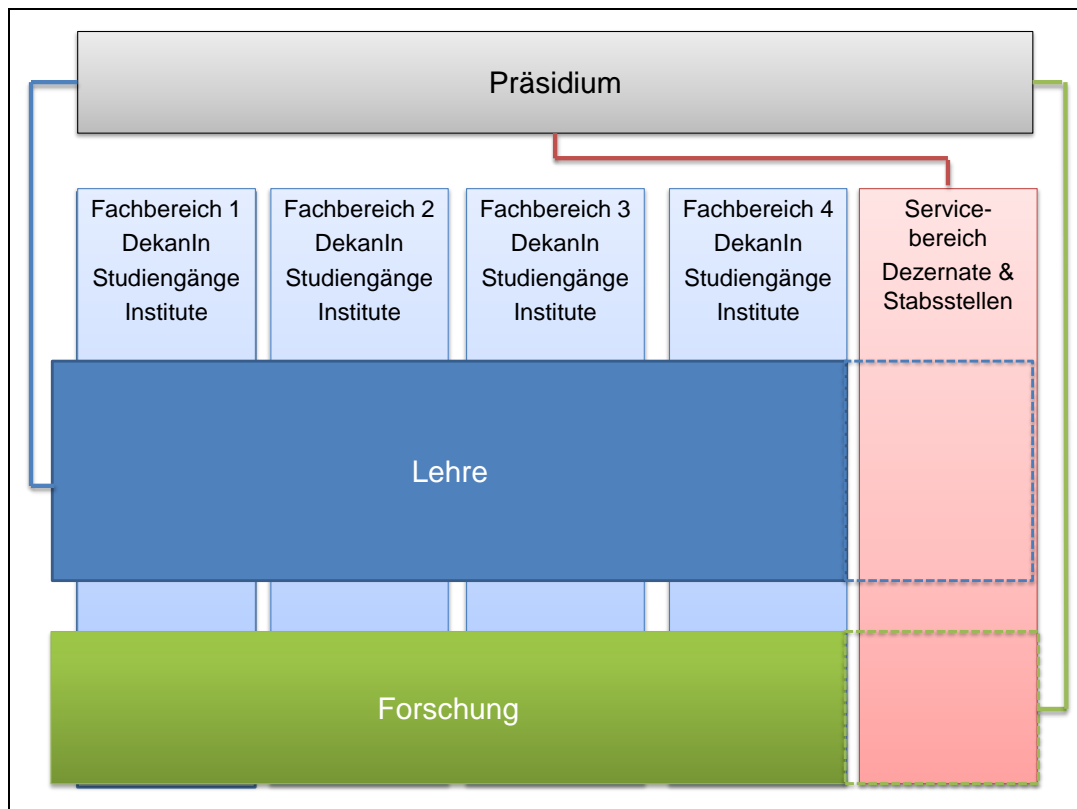 Präsidium
Fachbereich 1
DekanIn
Studiengänge
Institute
Fachbereich 2
DekanIn
Studiengänge
Institute
Fachbereich 3
DekanIn
Studiengänge
Institute
Fachbereich 4
DekanIn
Studiengänge
Institute
Service-
bereich
Dezernate &
Stabsstellen
Lehre
Forschung